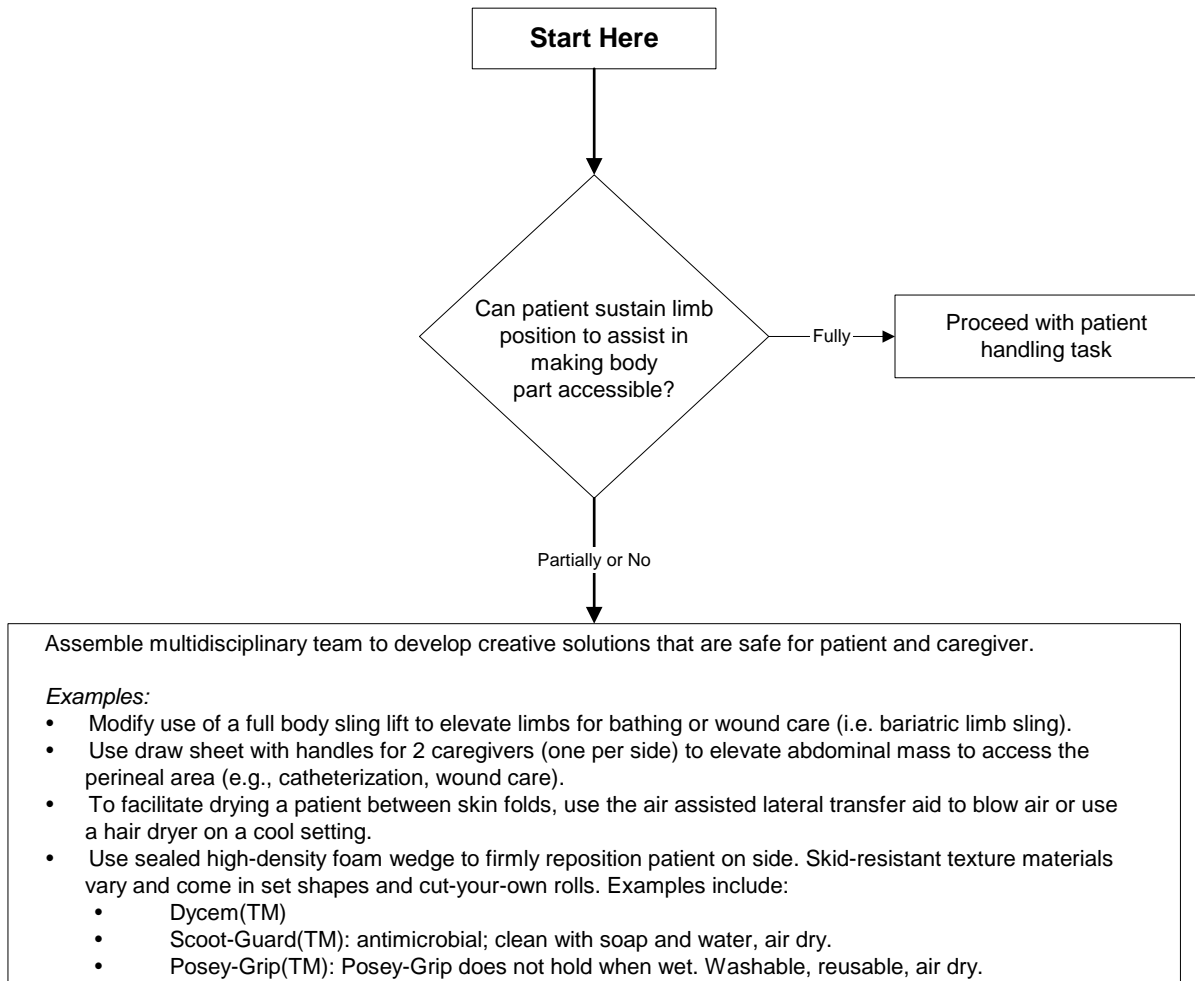 Start Here
Can patient sustain limb
position to assist in
making body
part accessible?
Fully
Proceed with patient
handling task
Partially or No
Assemble multidisciplinary team to develop creative solutions that are safe for patient and caregiver.
Examples:
• Modify use of a full body sling lift to elevate limbs for bathing or wound care (i.e. bariatric limb sling).
• Use draw sheet with handles for 2 caregivers (one per side) to elevate abdominal mass to access the
perineal area (e.g., catheterization, wound care).
• To facilitate drying a patient between skin folds, use the air assisted lateral transfer aid to blow air or use
a hair dryer on a cool setting.
• Use sealed high-density foam wedge to firmly reposition patient on side. Skid-resistant texture materials
vary and come in set shapes and cut-your-own rolls. Examples include:
• Dycem(TM)
• Scoot-Guard(TM): antimicrobial; clean with soap and water, air dry.
• Posey-Grip(TM): Posey-Grip does not hold when wet. Washable, reusable, air dry.